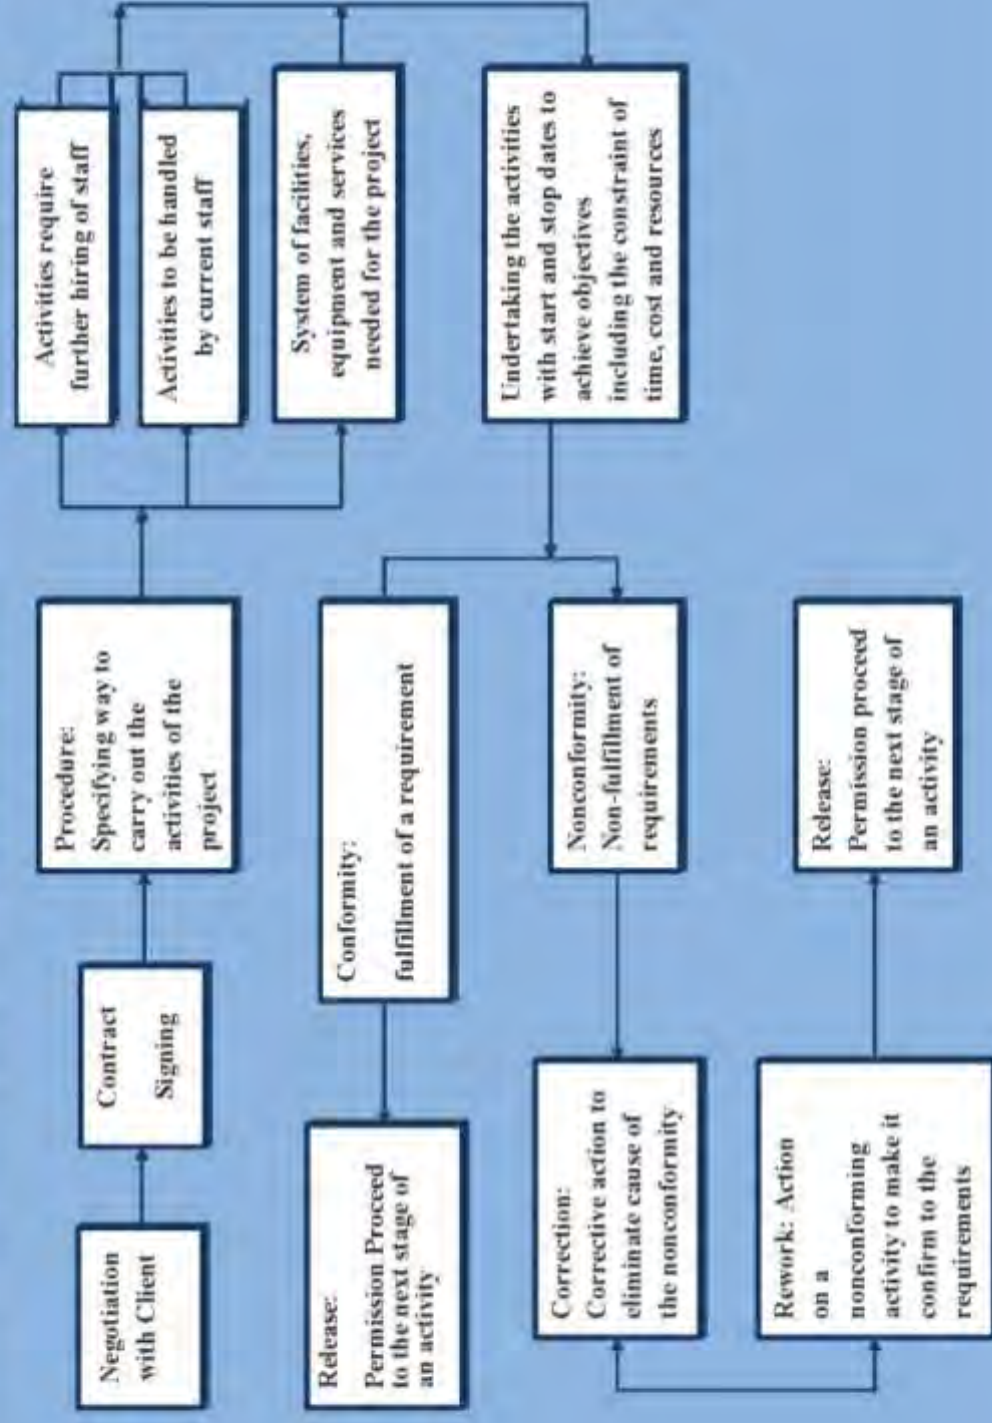 Negotiation
with Client
Contract
Signing
Procedure:
Specifying way to
carry out the
activities of the
project
Activities require
further hiring of staff
Activities to be handled
by current staff
System of facilities,
equipment and services
needed for the project
Undertaking the activities
with start and stop dates to
achieve objectives
including the constraint of
time, cost and resources
Conformity:
fulfillment of a requirement
Release:
Permission Proceed
to the next stage of
an activity
Nonconformity:
Non-fulfillment of
requirements
Correction:
Corrective action to
eliminate cause of
the nonconformity
Rework: Action
on a
nonconforming
activity to make it
confirm to the
requirements
Release:
Permission proceed
to the next stage of
an activity